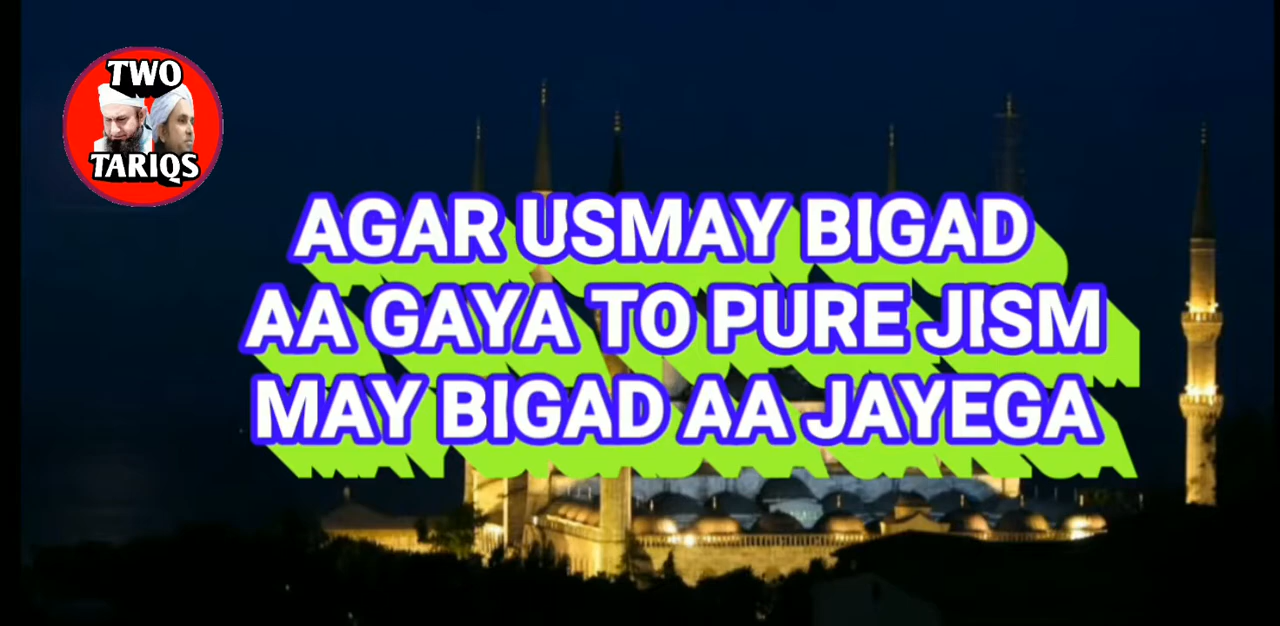 TWO
TARIQS
AGAR USMAY BIGAD
AA GAYA TO PURE JISM
MAY BIGAD AA JAYEGA